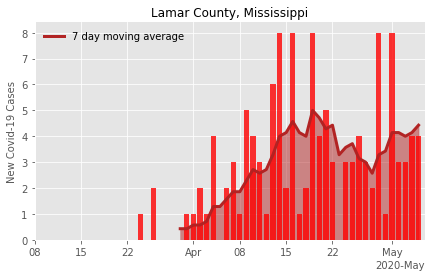 Lamar County, Mississippi
7 day moving average
New Covid-19 Cases
8
7
6
5
4
3
2
1
0
08
15
22
Apr
08
15
22
May
2020-May